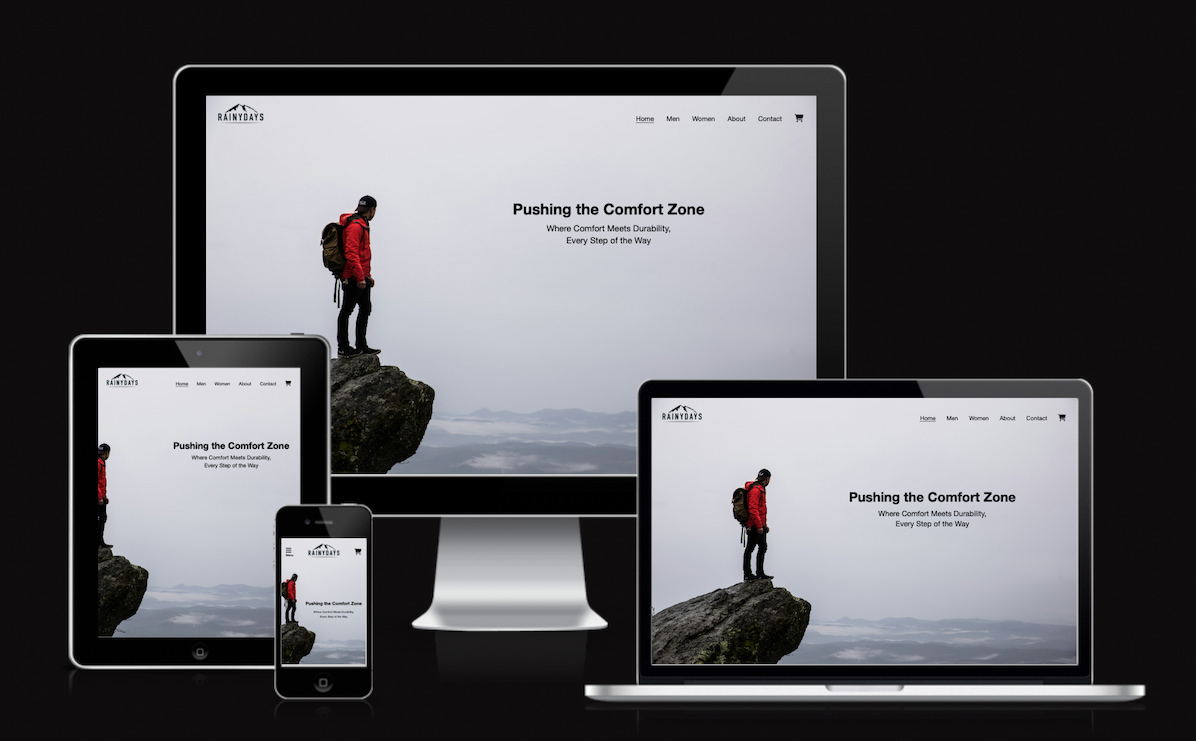 RAINYDAYS
Home Men Women About Contact
Pushing the Comfort Zone
Where Comfort Meets Durability,
Every Step of the Way
RAINYDAYS
Home Men Women About Contact
Pushing the Comfort Zone
Where Comfort Meets Durability,
Every Step of the Way
RAINYDAYS
Home Men Women About Contact
Pushing the Comfort Zone
Where Comfort Meets Durability,
Every Step of the Way
Menu
RAINYDAYS
Pushing the Comfort Zone
Where Comfort Meets Durability,
Every Step of the Way